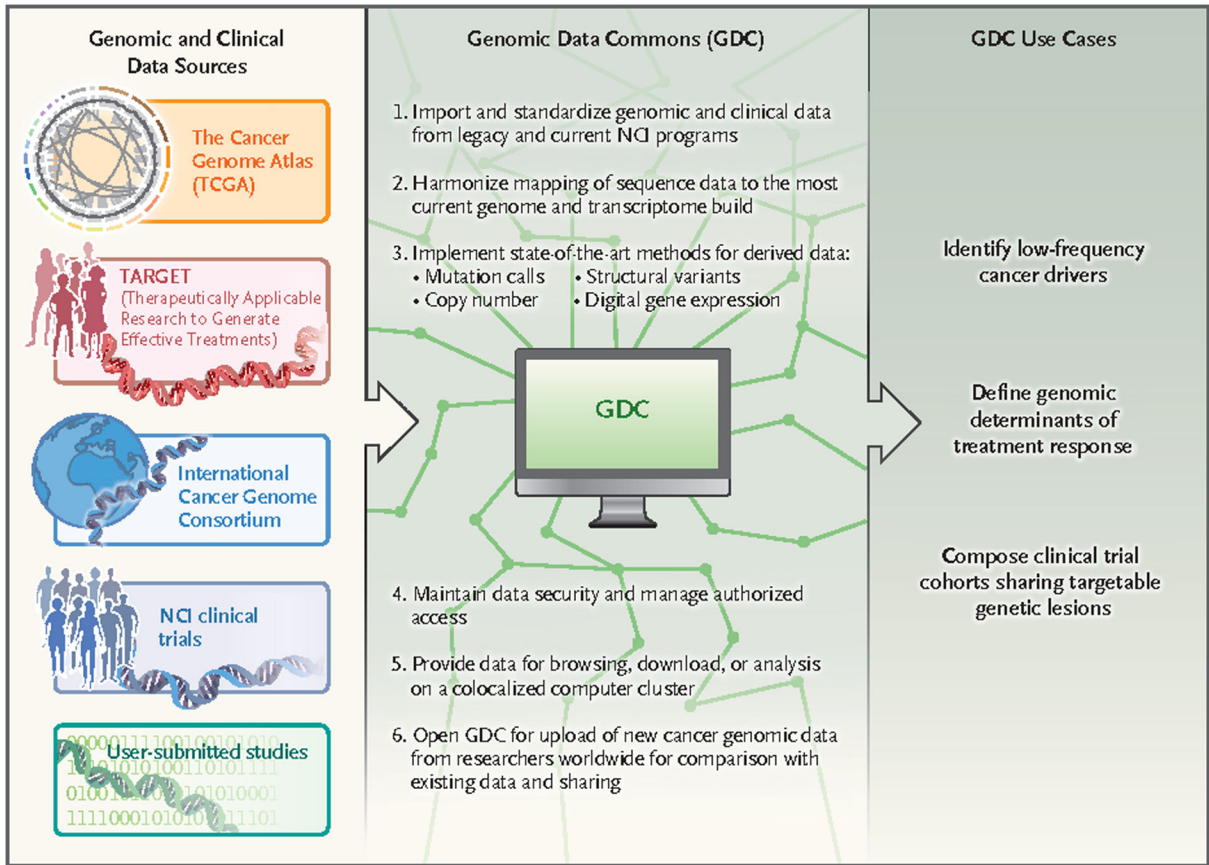 Genomic and Clinical
Data Sources
The Cancer
Genome Atlas
(TCGA)
TARGET
(Therapeutically Applicable
Research to Generate
Effective Treatments)
International
Cancer Genome
Consortium
NCI clinical
trials
User-submitted studies
Genomic Data Commons (GDC)
1. Import and standardize genomic and clinical data
from legacy and current NCI programs
2. Harmonize mapping of sequence data to the most
current genome and transcriptome build
3. Implement state-of-the-art methods for derived data:
• Mutation calls • Structural variants
• Copy number • Digital gene expression
GDC
4. Maintain data security and manage authorized
access
5. Provide data for browsing, download, or analysis
on a colocalized computer cluster
6. Open GDC for upload of new cancer genomic data
from researchers worldwide for comparison with
existing data and sharing
GDC Use Cases
Identify low-frequency
cancer drivers
Define genomic
determinants of
treatment response
Compose clinical trial
cohorts sharing targetable
genetic lesions